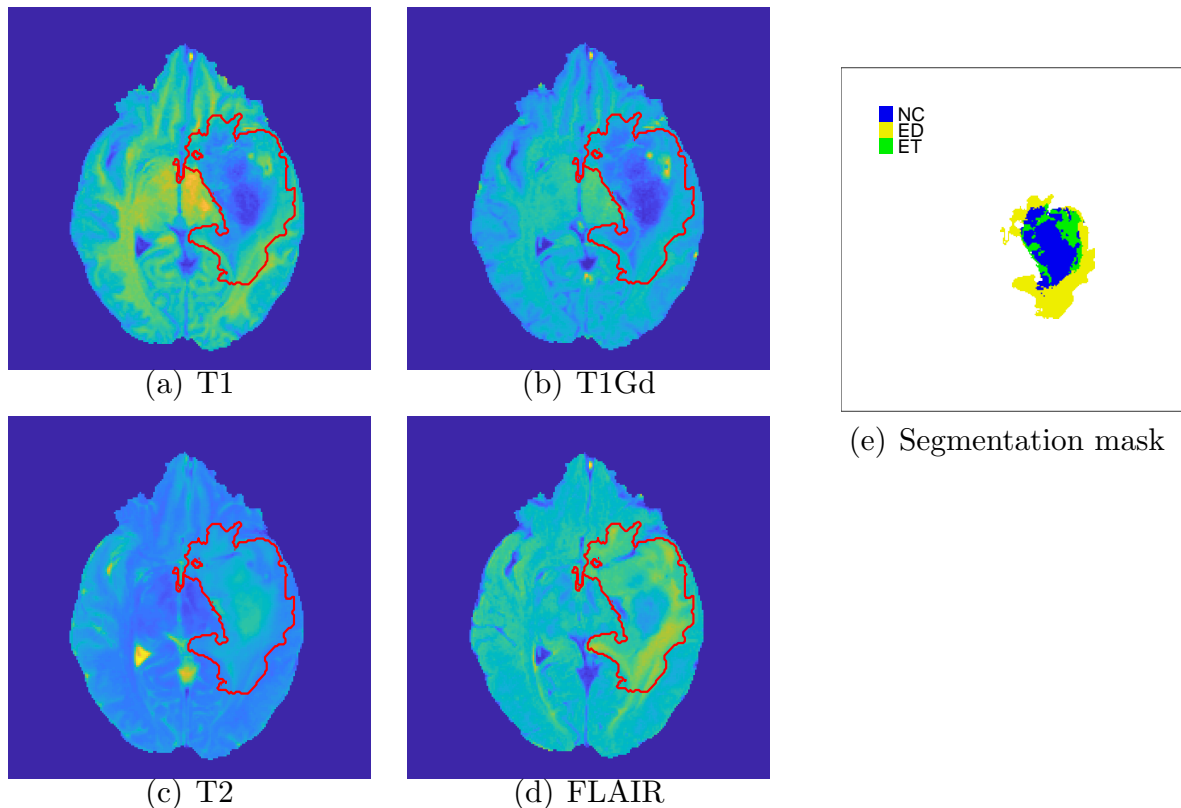 (a) T1
(b) T1Gd
NC
ED
ET
(e) Segmentation mask
(c) T2
(d) FLAIR